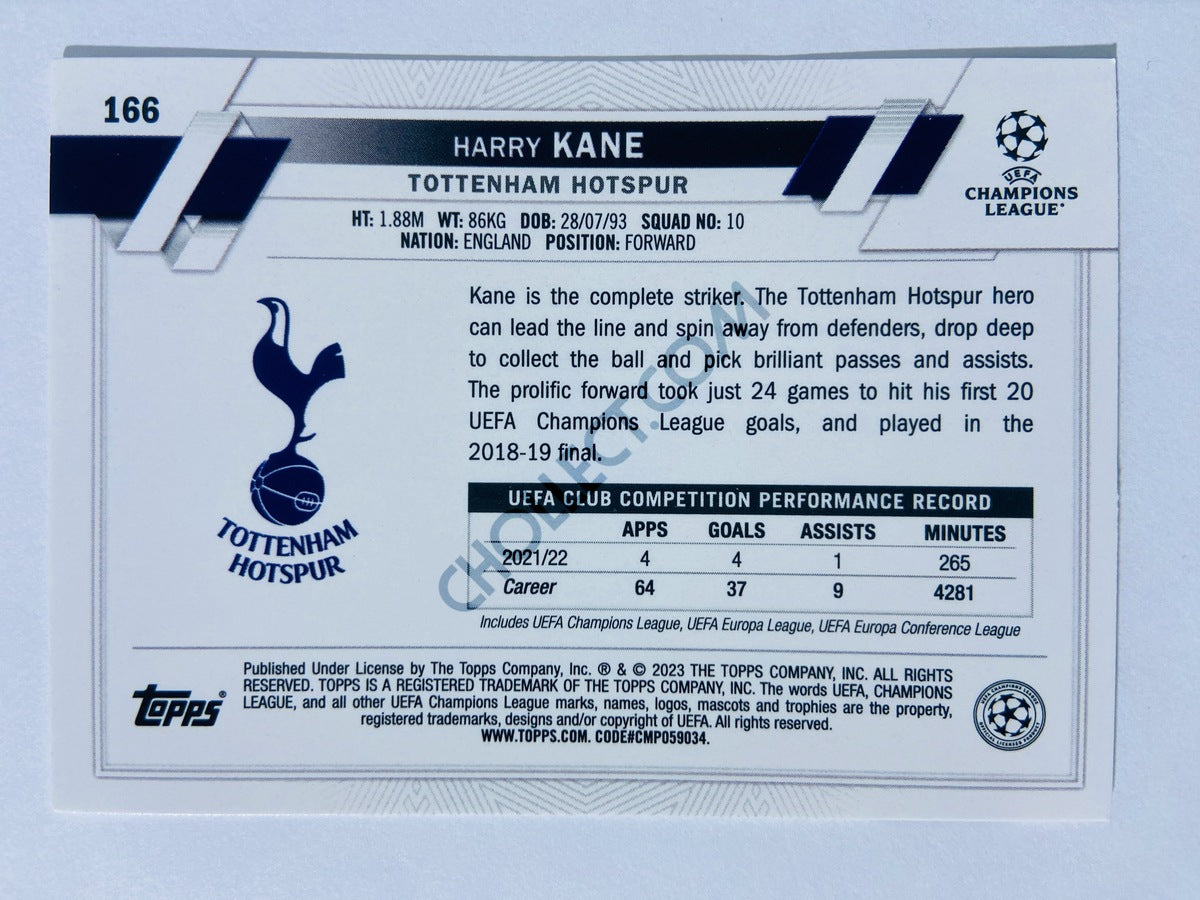 166
HARRY KANE
TOTTENHAM HOTSPUR
HT: 1.88M WT: 86KG DOB: 28/07/93 SQUAD NO: 10
NATION: ENGLAND POSITION: FORWARD
UEFA
CHAMPIONS
LEAGUE
Kane is the complete striker. The Tottenham Hotspur hero
can lead the line and spin away from defenders, drop deep
to collect the ball and pick brilliant passes and assists.
The prolific forward took just 24 games to hit his first 20
UEFA Champions League goals, and played in the
2018-19 final.
TOTTENHAM
HOTSPUR
CHOLLECT.COM
UEFA CLUB COMPETITION PERFORMANCE RECORD
APPS GOALS ASSISTS MINUTES
2021/22 4 4 1 265
Career 64 37 9 4281
Includes UEFA Champions League, UEFA Europa League, UEFA Europa Conference League
Topps®
Published Under License by The Topps Company, Inc. ® & © 2023 THE TOPPS COMPANY, INC. ALL RIGHTS
RESERVED. TOPPS IS A REGISTERED TRADEMARK OF THE TOPPS COMPANY, INC. The words UEFA, CHAMPIONS
LEAGUE, and all other UEFA Champions League marks, names, logos, mascots and trophies are the property,
registered trademarks, designs and/or copyright of UEFA. All rights reserved.
WWW.TOPPS.COM. CODE#CMP059034.
UEFA CHAMPIONS LEAGUE
OFFICIAL LICENSED PRODUCT